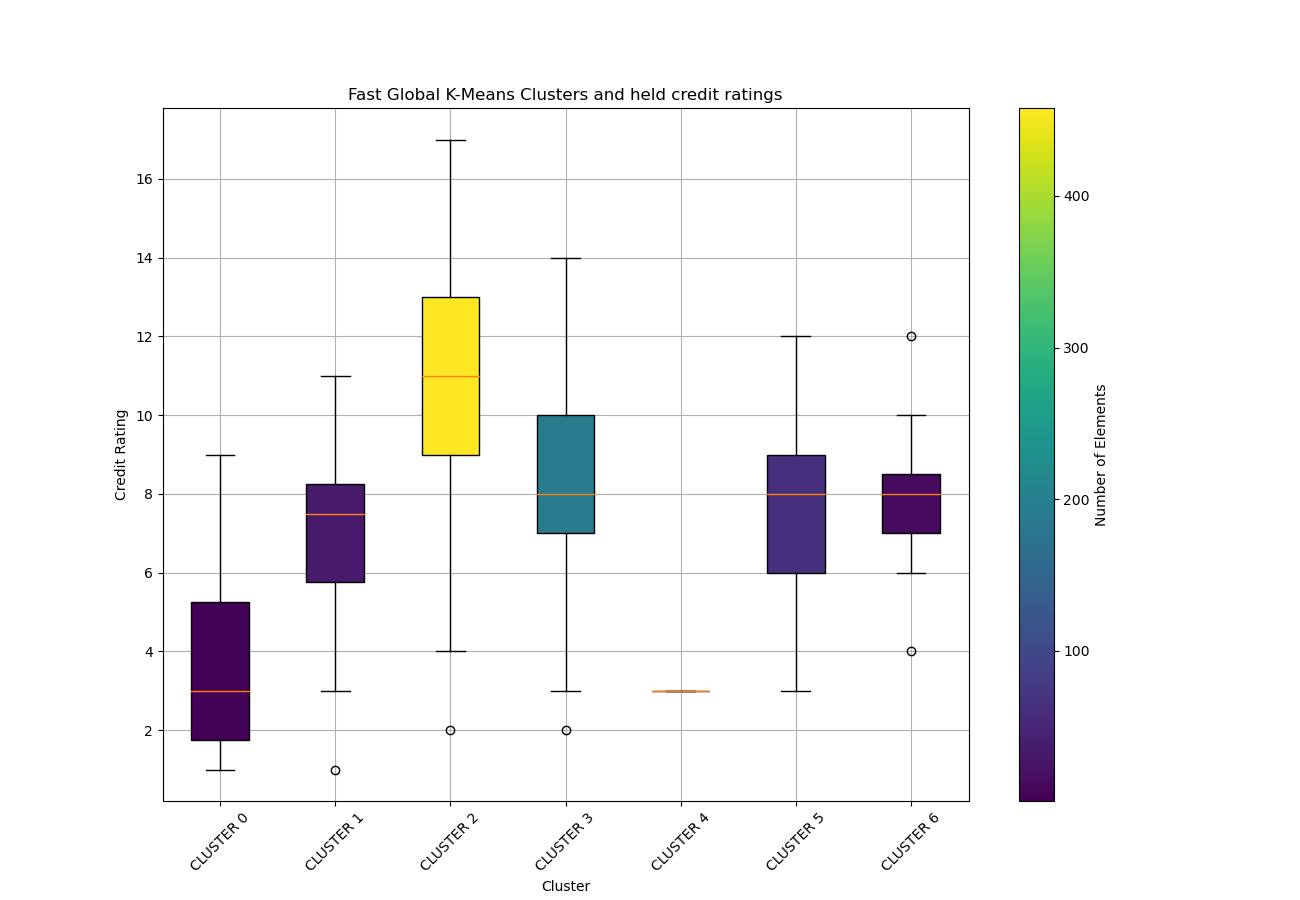 Fast Global K-Means Clusters and held credit ratings
16
14
12
10
8
6
4
2
Credit Rating
CLUSTER 0
CLUSTER 1
CLUSTER 2
CLUSTER 3
CLUSTER 4
CLUSTER 5
CLUSTER 6
Cluster
400
300
200
100
Number of Elements